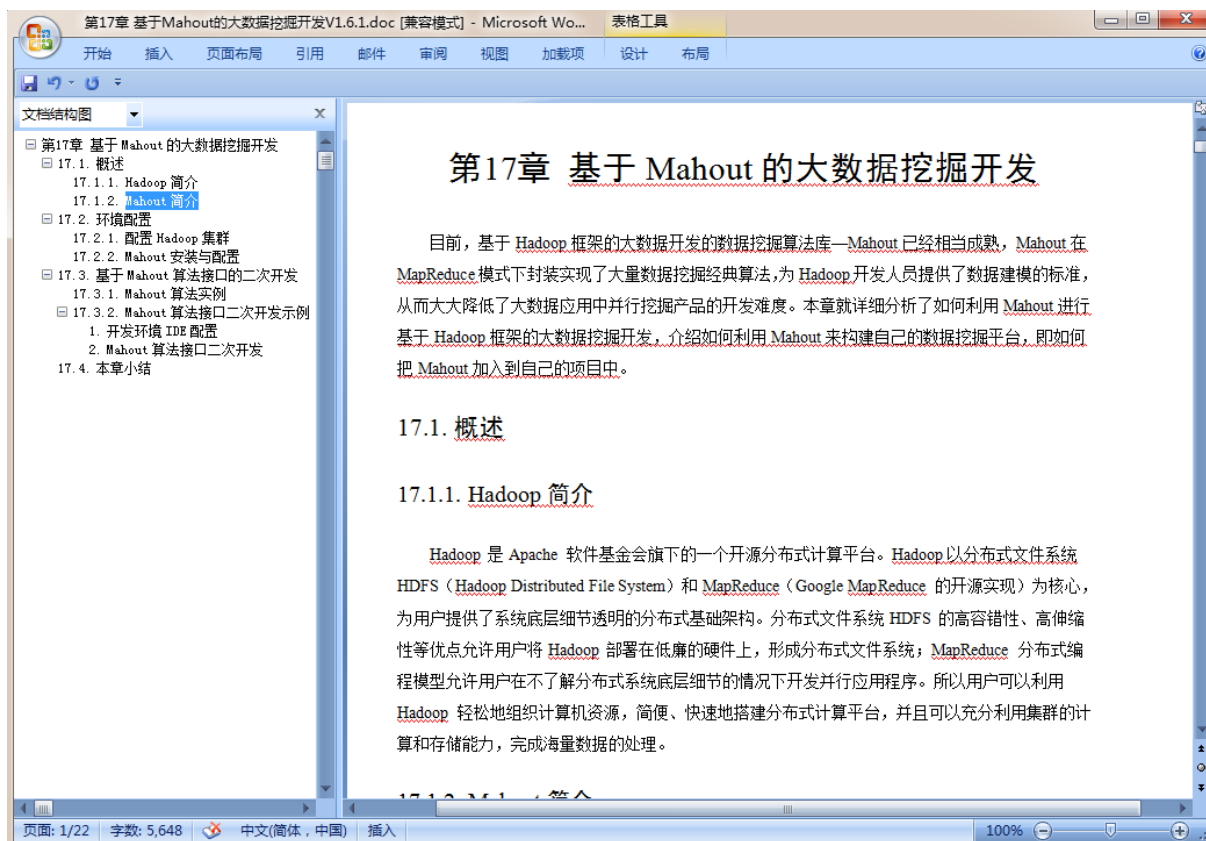 第17章 基于Mahout的大数据挖掘开发V1.6.1.doc [兼容模式] - Microsoft Wo...
表格工具
开始 插入 页面布局 引用 邮件 审阅 视图 加载项 设计 布局
文档结构图
第17章 基于 Mahout 的大数据挖掘开发
17.1. 概述
17.1.1. Hadoop 简介
17.1.2. Mahout 简介
17.2. 环境配置
17.2.1. 配置 Hadoop 集群
17.2.2. Mahout 安装与配置
17.3. 基于 Mahout 算法接口的二次开发
17.3.1. Mahout 算法实例
17.3.2. Mahout 算法接口二次开发示例
1. 开发环境 IDE 配置
2. Mahout 算法接口二次开发
17.4. 本章小结
第17章 基于 Mahout 的大数据挖掘开发
目前，基于 Hadoop 框架的大数据开发的数据挖掘算法库—Mahout 已经相当成熟，Mahout 在
MapReduce 模式下封装实现了大量数据挖掘经典算法,为 Hadoop 开发人员提供了数据建模的标准，
从而大大降低了大数据应用中并行挖掘产品的开发难度。本章就详细分析了如何利用 Mahout 进行
基于 Hadoop 框架的大数据挖掘开发，介绍如何利用 Mahout 来构建自己的数据挖掘平台，即如何
把 Mahout 加入到自己的项目中。
17.1. 概述
17.1.1. Hadoop 简介
Hadoop 是 Apache 软件基金会旗下的一个开源分布式计算平台。Hadoop 以分布式文件系统
HDFS（Hadoop Distributed File System）和 MapReduce（Google MapReduce 的开源实现）为核心，
为用户提供了系统底层细节透明的分布式基础架构。分布式文件系统 HDFS 的高容错性、高伸缩
性等优点允许用户将 Hadoop 部署在低廉的硬件上，形成分布式文件系统；MapReduce 分布式编
程模型允许用户在不了解分布式系统底层细节的情况下开发并行应用程序。所以用户可以利用
Hadoop 轻松地组织计算机资源，简便、快速地搭建分布式计算平台，并且可以充分利用集群的计
算和存储能力，完成海量数据的处理。
17.1.2. Mahout 简介
页面: 1/22 字数: 5,648 中文(简体，中国) 插入 100%